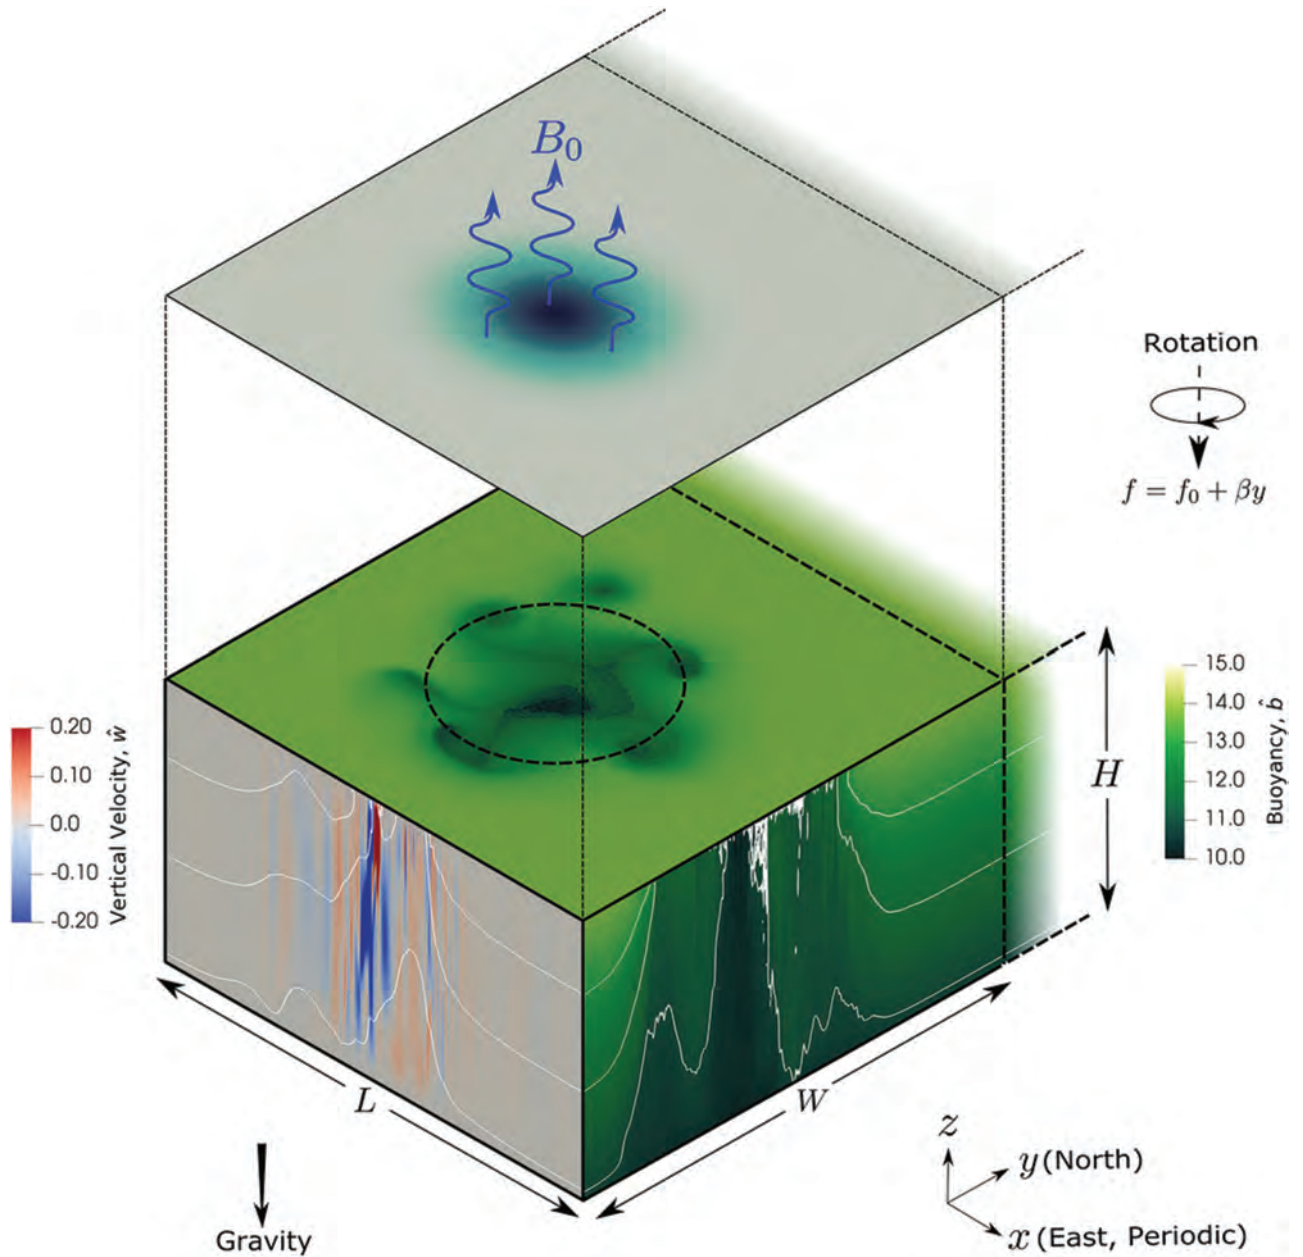 B₀
Rotation
f = f₀ + βy
0.20
0.10
0.0
-0.10
-0.20
Vertical Velocity, ŵ
H
15.0
14.0
13.0
12.0
11.0
10.0
Buoyancy, b̂
L
W
Gravity
z
y (North)
x (East, Periodic)